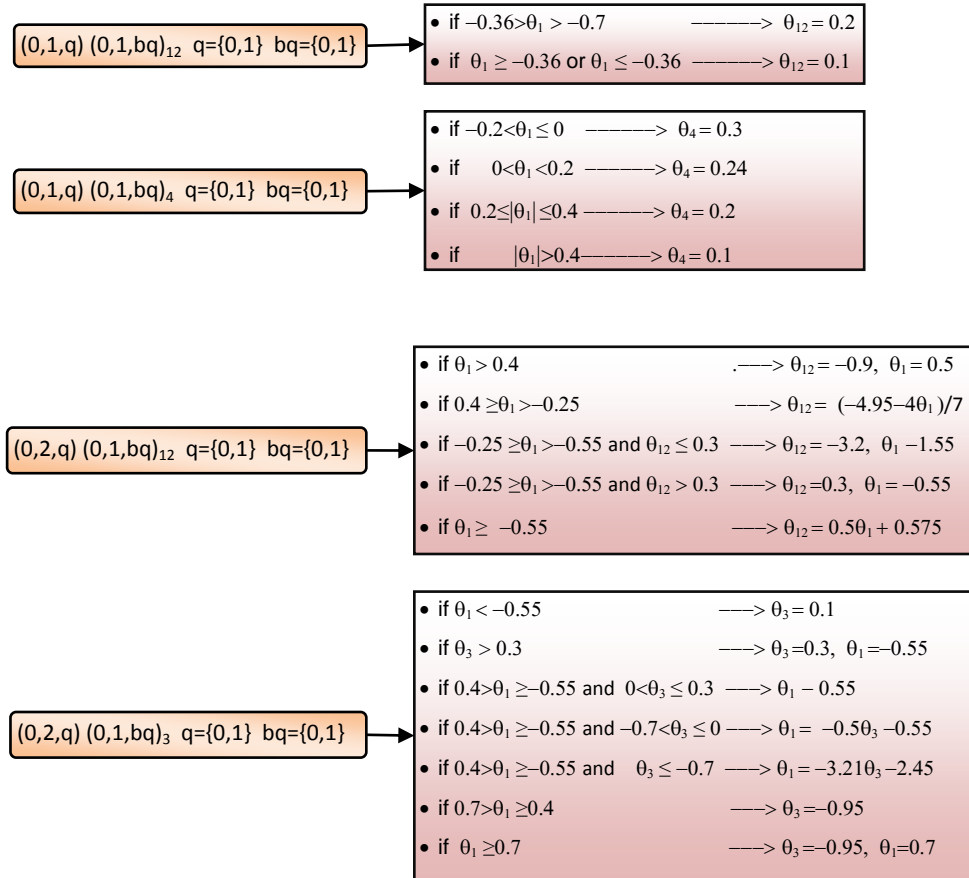 (0,1,q) (0,1,bq)₁₂ q={0,1} bq={0,1}
• if −0.36>θ₁ > −0.7 −−−−−−> θ₁₂ = 0.2
• if θ₁ ≥ −0.36 or θ₁ ≤ −0.36 −−−−−−> θ₁₂ = 0.1
(0,1,q) (0,1,bq)₄ q={0,1} bq={0,1}
• if −0.2<θ₁ ≤ 0 −−−−−−> θ₄ = 0.3
• if 0<θ₁ <0.2 −−−−−−> θ₄ = 0.24
• if 0.2≤|θ₁| ≤0.4 −−−−−−> θ₄ = 0.2
• if |θ₁|>0.4−−−−−−> θ₄ = 0.1
(0,2,q) (0,1,bq)₁₂ q={0,1} bq={0,1}
• if θ₁ > 0.4 .−−−> θ₁₂ = −0.9, θ₁ = 0.5
• if 0.4 ≥θ₁ >−0.25 −−−> θ₁₂ = (−4.95−4θ₁)/7
• if −0.25 ≥θ₁ >−0.55 and θ₁₂ ≤ 0.3 −−−> θ₁₂ = −3.2, θ₁ −1.55
• if −0.25 ≥θ₁ >−0.55 and θ₁₂ > 0.3 −−−> θ₁₂ =0.3, θ₁ = −0.55
• if θ₁ ≥ −0.55 −−−> θ₁₂ = 0.5θ₁ + 0.575
(0,2,q) (0,1,bq)₃ q={0,1} bq={0,1}
• if θ₁ < −0.55 −−−> θ₃ = 0.1
• if θ₃ > 0.3 −−−> θ₃ =0.3, θ₁ =−0.55
• if 0.4>θ₁ ≥−0.55 and 0<θ₃ ≤ 0.3 −−−> θ₁ − 0.55
• if 0.4>θ₁ ≥−0.55 and −0.7<θ₃ ≤ 0 −−−> θ₁ = −0.5θ₃ −0.55
• if 0.4>θ₁ ≥−0.55 and θ₃ ≤ −0.7 −−−> θ₁ = −3.21θ₃ −2.45
• if 0.7>θ₁ ≥0.4 −−−> θ₃ =−0.95
• if θ₁ ≥0.7 −−−> θ₃ =−0.95, θ₁=0.7